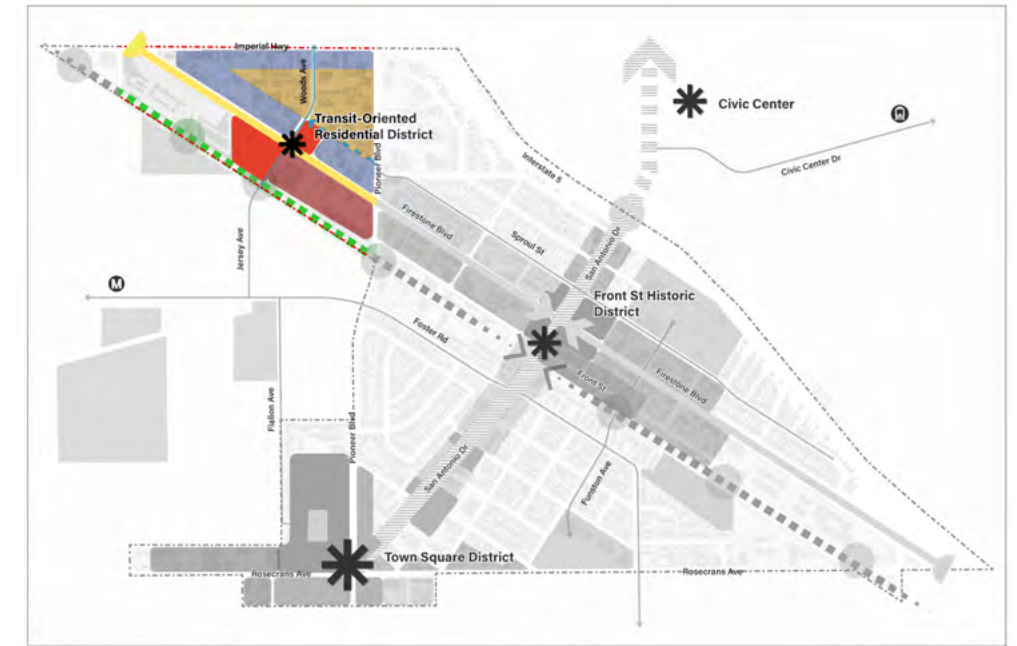 Imperial Hwy
Woods Ave
Civic Center
Transit-Oriented
Residential District
Pioneer Blvd
Interstate 5
Civic Center Dr
Firestone Blvd
Sproul St
San Antonio Dr
Jersey Ave
M
Front St Historic
District
Foster Rd
Front St
Firestone Blvd
Flallon Ave
Pioneer Blvd
San Antonio Dr
Funston Ave
Town Square District
Rosecrans Ave
Rosecrans Ave